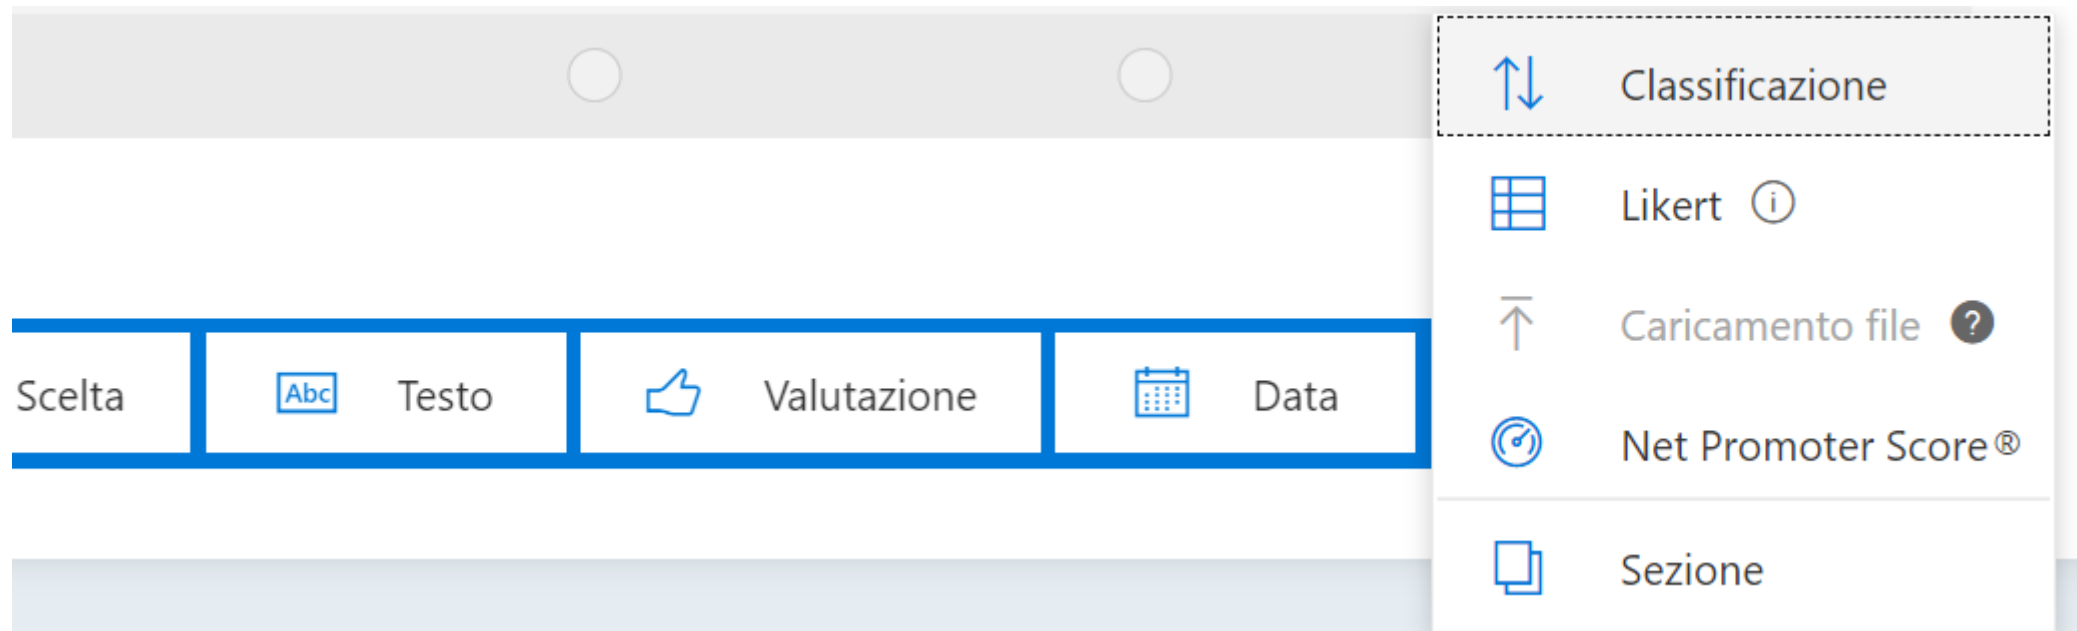 Classificazione
Likert i
Caricamento file ?
Scelta Abc Testo Valutazione Data
Net Promoter Score®
Sezione